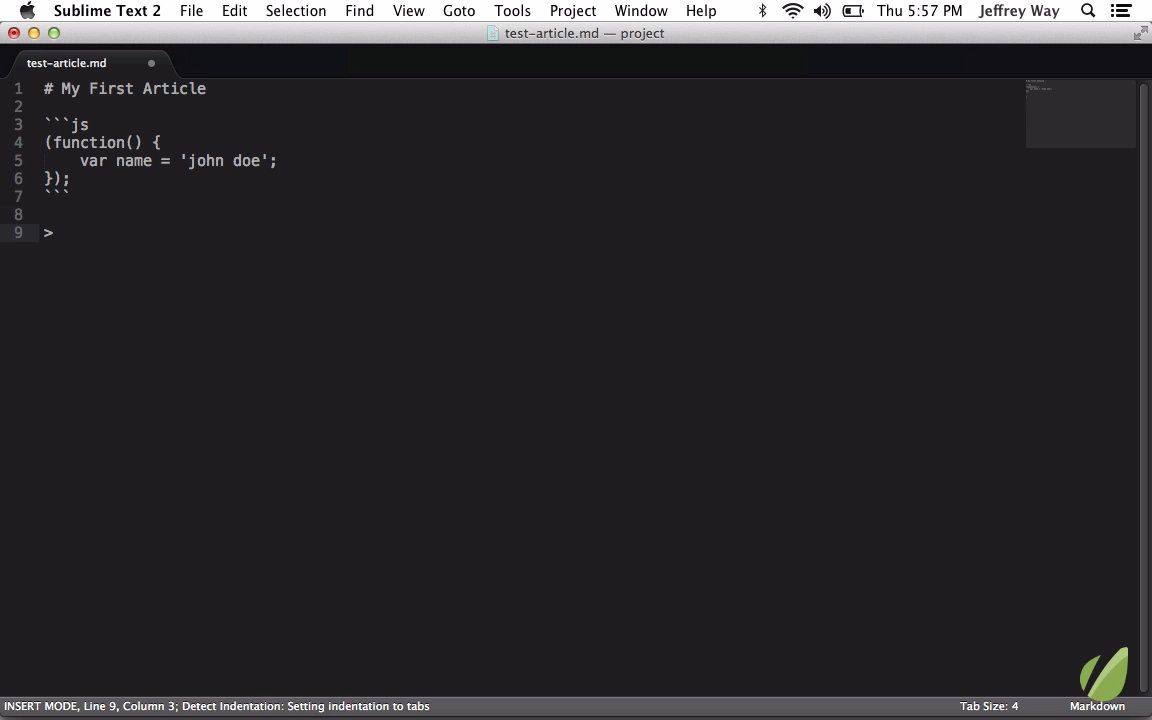 Sublime Text 2 File Edit Selection Find View Goto Tools Project Window Help Thu 5:57 PM Jeffrey Way
test-article.md — project
test-article.md
1 # My First Article
2
3 ```js
4 (function() {
5     var name = 'john doe';
6 });
7 ```
8
9 >
INSERT MODE, Line 9, Column 3; Detect Indentation: Setting indentation to tabs Tab Size: 4 Markdown